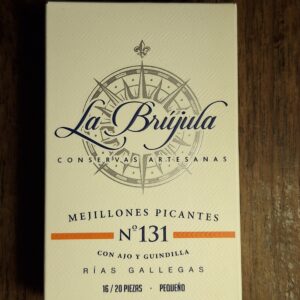 La Brújula
CONSERVAS ARTESANAS
MEJILLONES PICANTES
Nº131
CON AJO Y GUINDILLA
RÍAS GALLEGAS
16/20 PIEZAS · PEQUEÑO